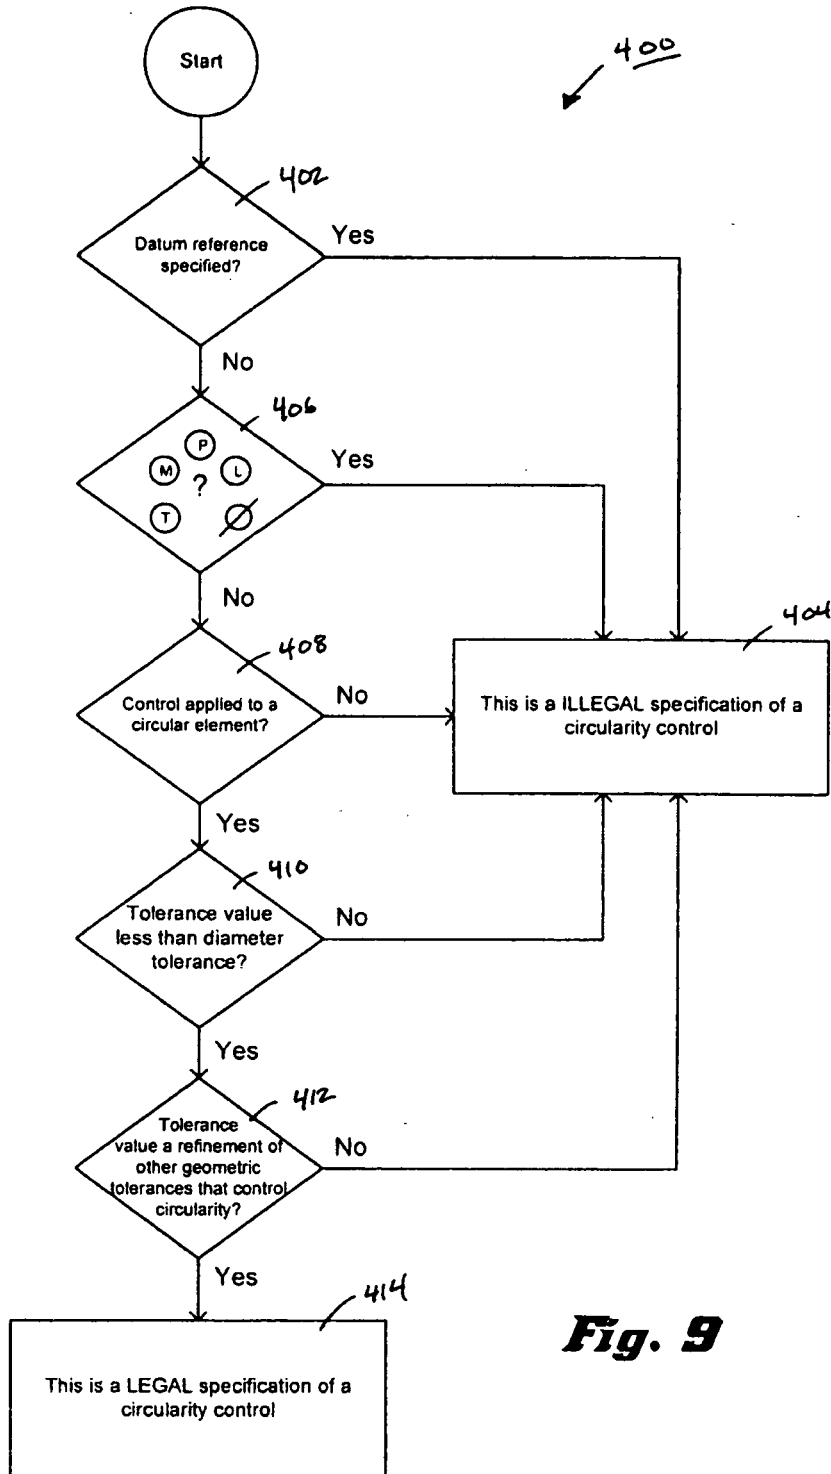 Start
400
402
Datum reference
specified?
Yes
No
406
P
M
?
L
T
Ø
Yes
No
408
Control applied to a
circular element?
No
404
This is a ILLEGAL specification of a
circularity control
Yes
410
Tolerance value
less than diameter
tolerance?
No
Yes
412
Tolerance
value a refinement of
other geometric
tolerances that control
circularity?
No
Yes
414
This is a LEGAL specification of a
circularity control
Fig. 9